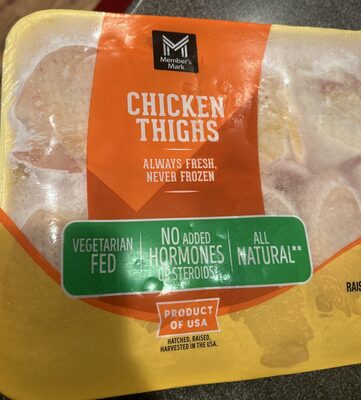 Member's
Mark
CHICKEN
THIGHS
ALWAYS FRESH,
NEVER FROZEN
VEGETARIAN
FED
NO ADDED
HORMONES
OR STEROIDS*
ALL
NATURAL**
PRODUCT
OF USA
HATCHED, RAISED,
HARVESTED IN THE USA.